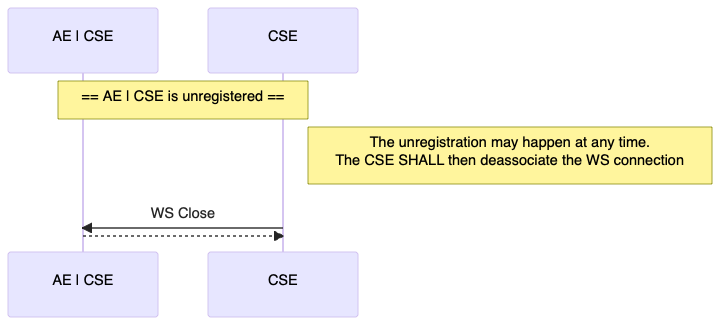 AE | CSE
CSE
== AE | CSE is unregistered ==
The unregistration may happen at any time.
The CSE SHALL then deassociate the WS connection
WS Close
AE | CSE
CSE